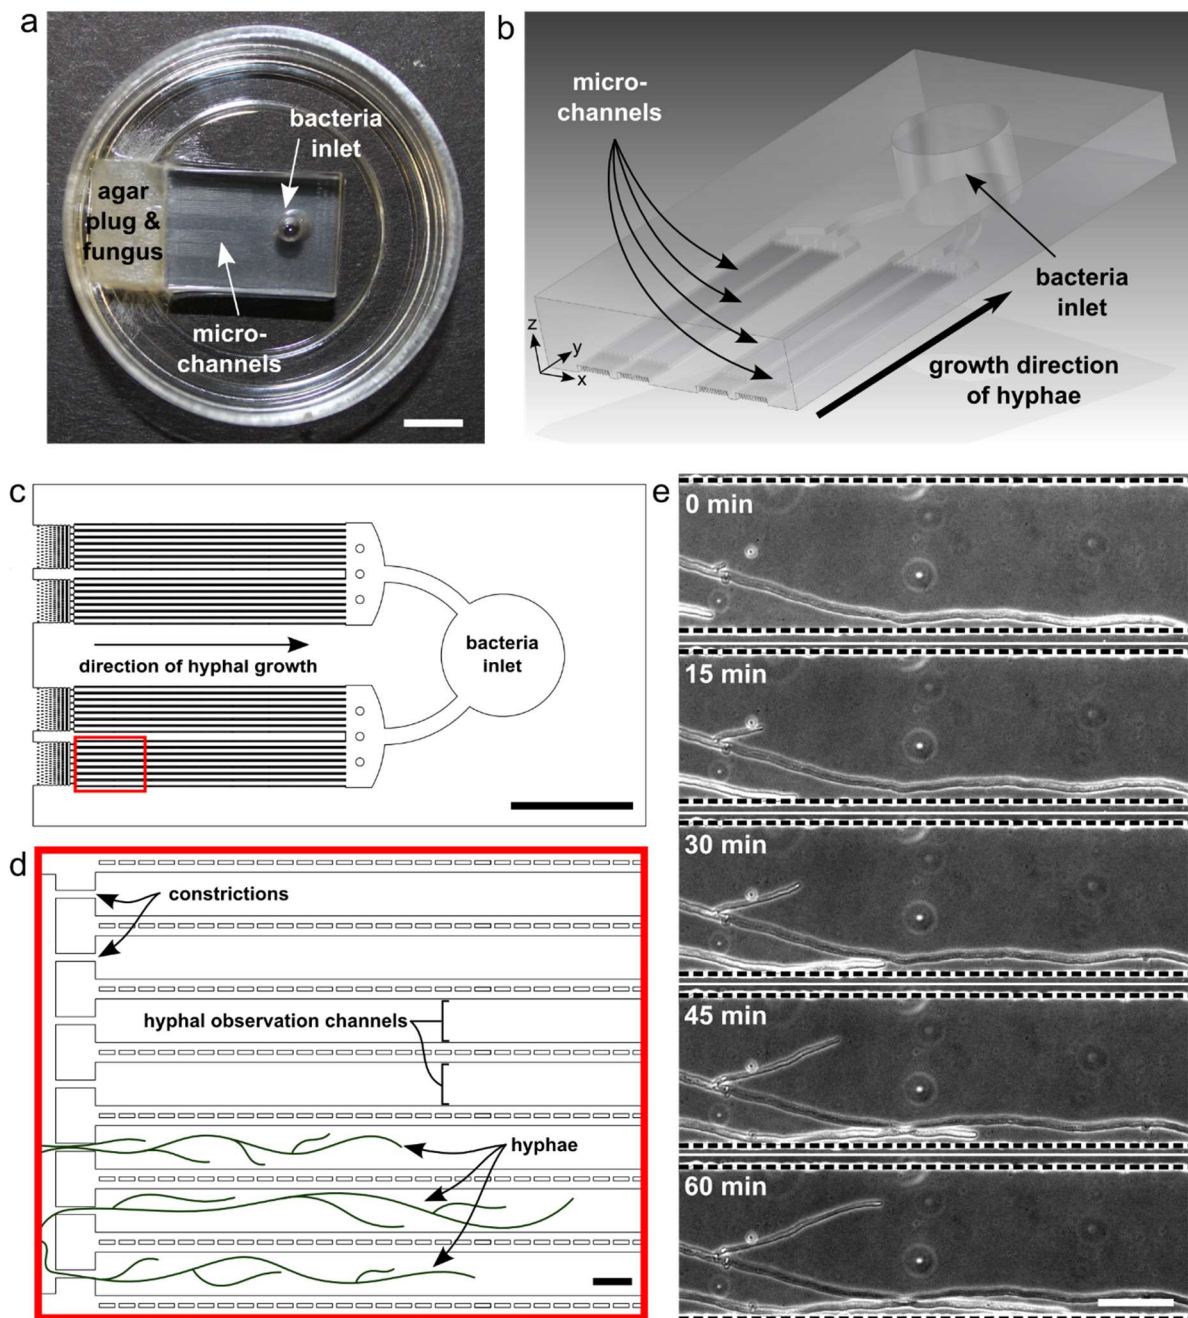 a
bacteria
inlet
agar
plug &
fungus
micro-
channels
b
micro-
channels
bacteria
inlet
z
y
x
growth direction
of hyphae
c
bacteria
inlet
direction of hyphal growth
d
constrictions
hyphal observation channels
hyphae
e
0 min
15 min
30 min
45 min
60 min